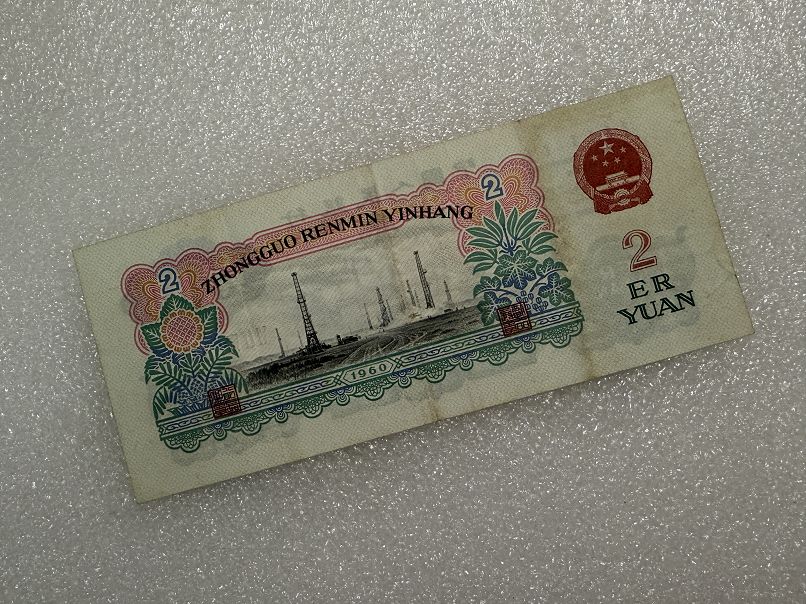 ZHONGGUO RENMIN YINHANG
2
2
1960
2
ER
YUAN